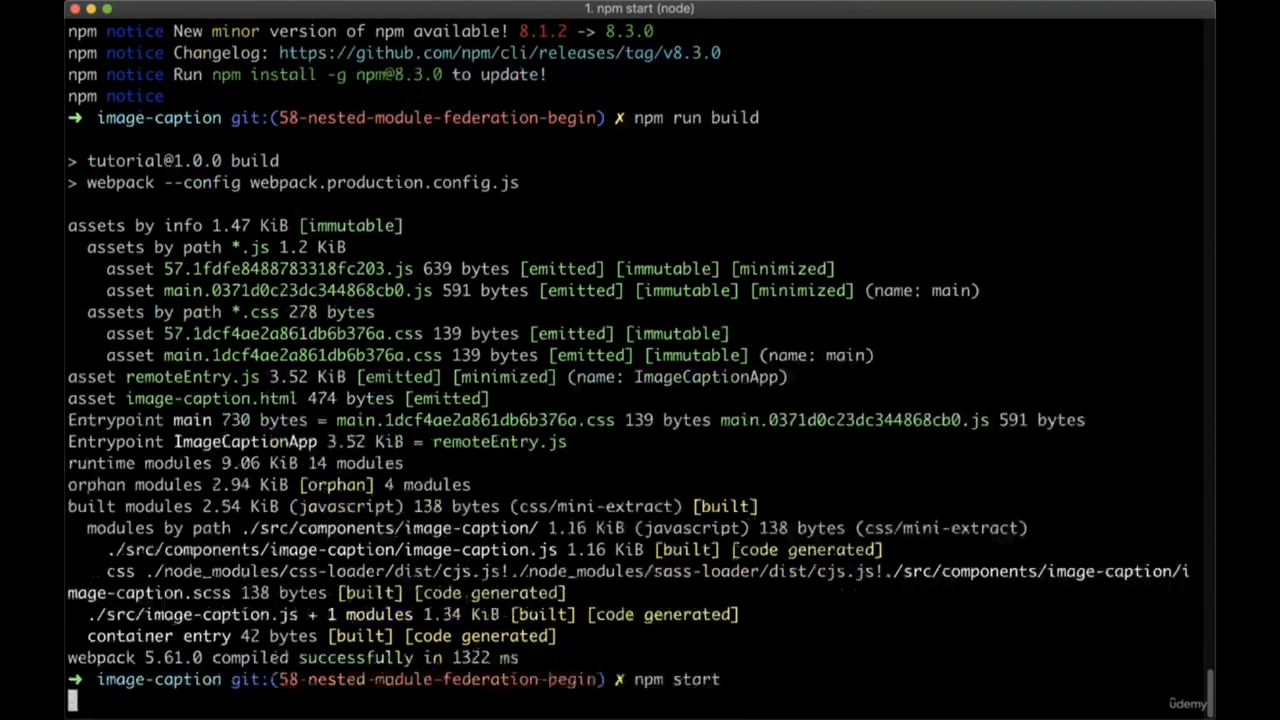 1. npm start (node)
npm notice New minor version of npm available! 8.1.2 -> 8.3.0
npm notice Changelog: https://github.com/npm/cli/releases/tag/v8.3.0
npm notice Run npm install -g npm@8.3.0 to update!
npm notice
➜ image-caption git:(58-nested-module-federation-begin) ✗ npm run build
> tutorial@1.0.0 build
> webpack --config webpack.production.config.js
assets by info 1.47 KiB [immutable]
assets by path *.js 1.2 KiB
asset 57.1fdfe8488783318fc203.js 639 bytes [emitted] [immutable] [minimized]
asset main.0371d0c23dc344868cb0.js 591 bytes [emitted] [immutable] [minimized] (name: main)
assets by path *.css 278 bytes
asset 57.1dcf4ae2a861db6b376a.css 139 bytes [emitted] [immutable]
asset main.1dcf4ae2a861db6b376a.css 139 bytes [emitted] [immutable] (name: main)
asset remoteEntry.js 3.52 KiB [emitted] [minimized] (name: ImageCaptionApp)
asset image-caption.html 474 bytes [emitted]
Entrypoint main 730 bytes = main.1dcf4ae2a861db6b376a.css 139 bytes main.0371d0c23dc344868cb0.js 591 bytes
Entrypoint ImageCaptionApp 3.52 KiB = remoteEntry.js
runtime modules 9.06 KiB 14 modules
orphan modules 2.94 KiB [orphan] 4 modules
built modules 2.54 KiB (javascript) 138 bytes (css/mini-extract) [built]
modules by path ./src/components/image-caption/ 1.16 KiB (javascript) 138 bytes (css/mini-extract)
./src/components/image-caption/image-caption.js 1.16 KiB [built] [code generated]
css ./node_modules/css-loader/dist/cjs.js!./node_modules/sass-loader/dist/cjs.js!./src/components/image-caption/i
mage-caption.scss 138 bytes [built] [code generated]
./src/image-caption.js + 1 modules 1.34 KiB [built] [code generated]
container entry 42 bytes [built] [code generated]
webpack 5.61.0 compiled successfully in 1322 ms
➜ image-caption git:(58-nested-module-federation-begin) ✗ npm start
ûdemy